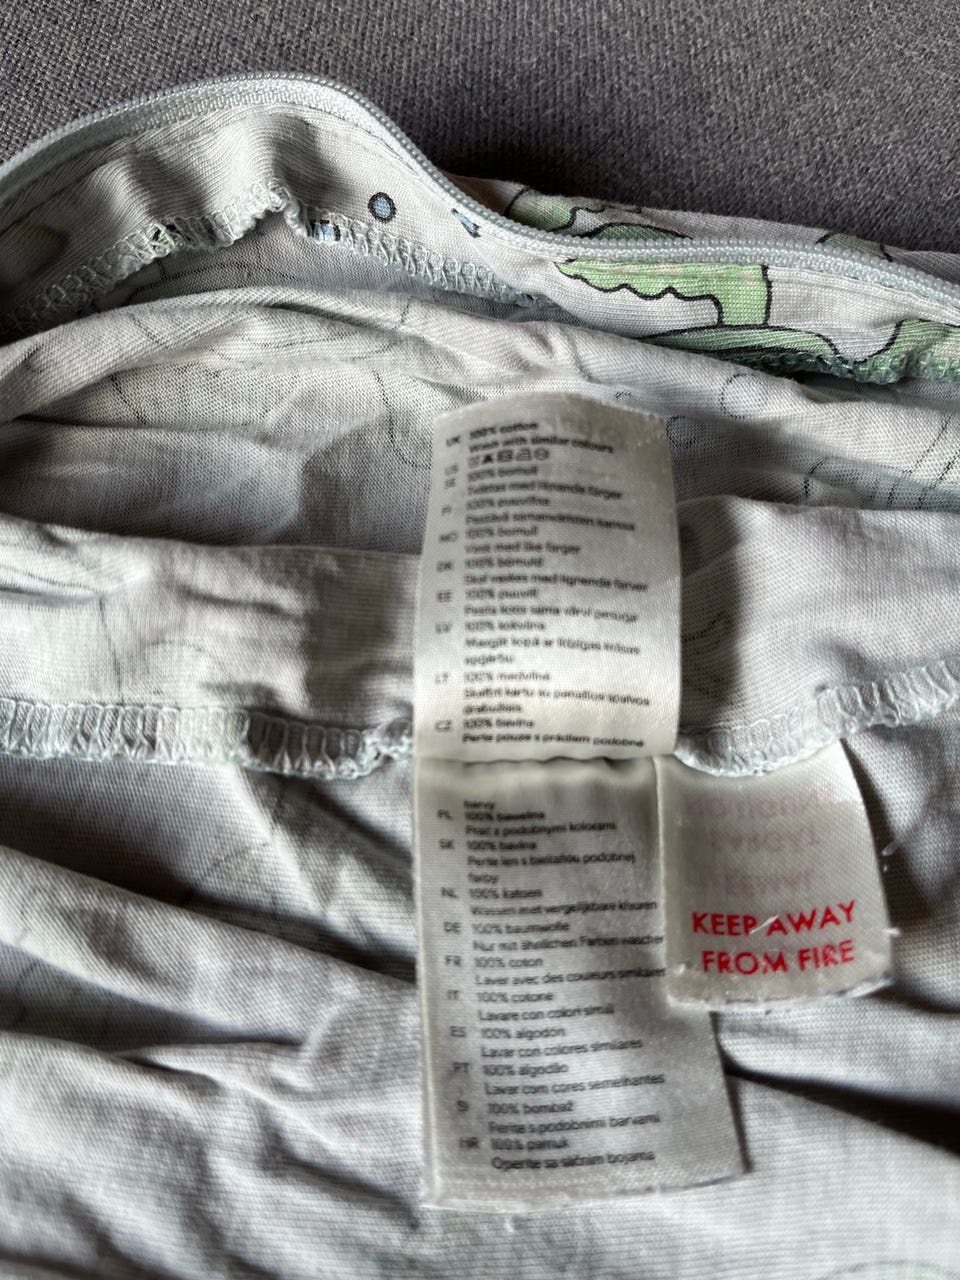 UK 100% cotton
Wash with similar colours
US
SE 100% bomull
Tvättas med liknande färger
FI 100% puuvillaa
Pestävä samanväristen kanssa
NO 100% bomull
Vask med like farger
DK 100% bomuld
Skal vaskes med lignende farver
EE 100% puuvill
Pesta koos sama värvi pesuga
LV 100% kokvilna
Mazgāt kopā ar līdzīgas krāsas
apģērbu
LT 100% medvilnė
Skalbti kartu su panašios spalvos
drabužiais
CZ 100% bavlna
Perte pouze s prádlem podobné
barvy
PL 100% bawełna
Prać z podobnymi kolorami
SK 100% bavlna
Perte len s bielizňou podobnej
farby
NL 100% katoen
Wassen met vergelijkbare kleuren
DE 100% baumwolle
Nur mit ähnlichen Farben waschen
FR 100% coton
Laver avec des couleurs similaires
IT 100% cotone
Lavare con colori simili
ES 100% algodón
Lavar con colores similares
PT 100% algodão
Lavar com cores semelhantes
SI 100% bombaž
Perite s podobnimi barvami
HR 100% pamuk
Operite sa sličnim bojama
KEEP AWAY
FROM FIRE